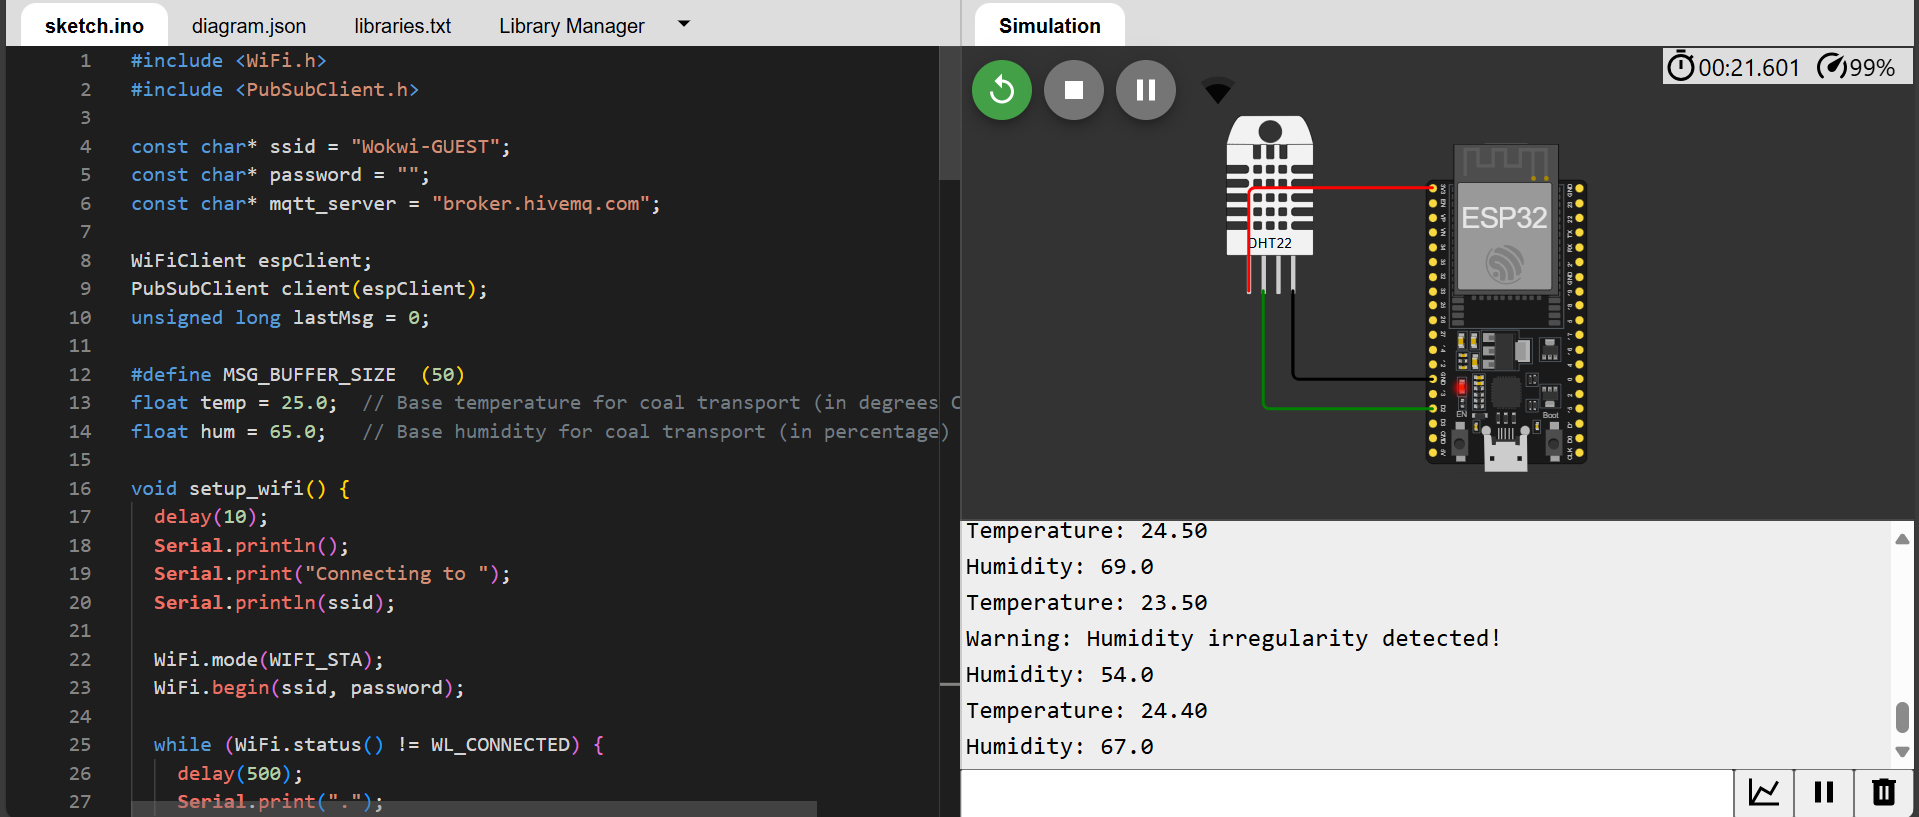 sketch.ino diagram.json libraries.txt Library Manager
1 #include <WiFi.h>
2 #include <PubSubClient.h>
3
4 const char* ssid = "Wokwi-GUEST";
5 const char* password = "";
6 const char* mqtt_server = "broker.hivemq.com";
7
8 WiFiClient espClient;
9 PubSubClient client(espClient);
10 unsigned long lastMsg = 0;
11
12 #define MSG_BUFFER_SIZE  (50)
13 float temp = 25.0;  // Base temperature for coal transport (in degrees C
14 float hum = 65.0;   // Base humidity for coal transport (in percentage)
15
16 void setup_wifi() {
17   delay(10);
18   Serial.println();
19   Serial.print("Connecting to ");
20   Serial.println(ssid);
21
22   WiFi.mode(WIFI_STA);
23   WiFi.begin(ssid, password);
24
25   while (WiFi.status() != WL_CONNECTED) {
26     delay(500);
27     Serial.print(".");
Simulation
00:21.601 99%
DHT22
ESP32
3V3
EN
VP
VN
34
GND
EN
Boot
Temperature: 24.50
Humidity: 69.0
Temperature: 23.50
Warning: Humidity irregularity detected!
Humidity: 54.0
Temperature: 24.40
Humidity: 67.0